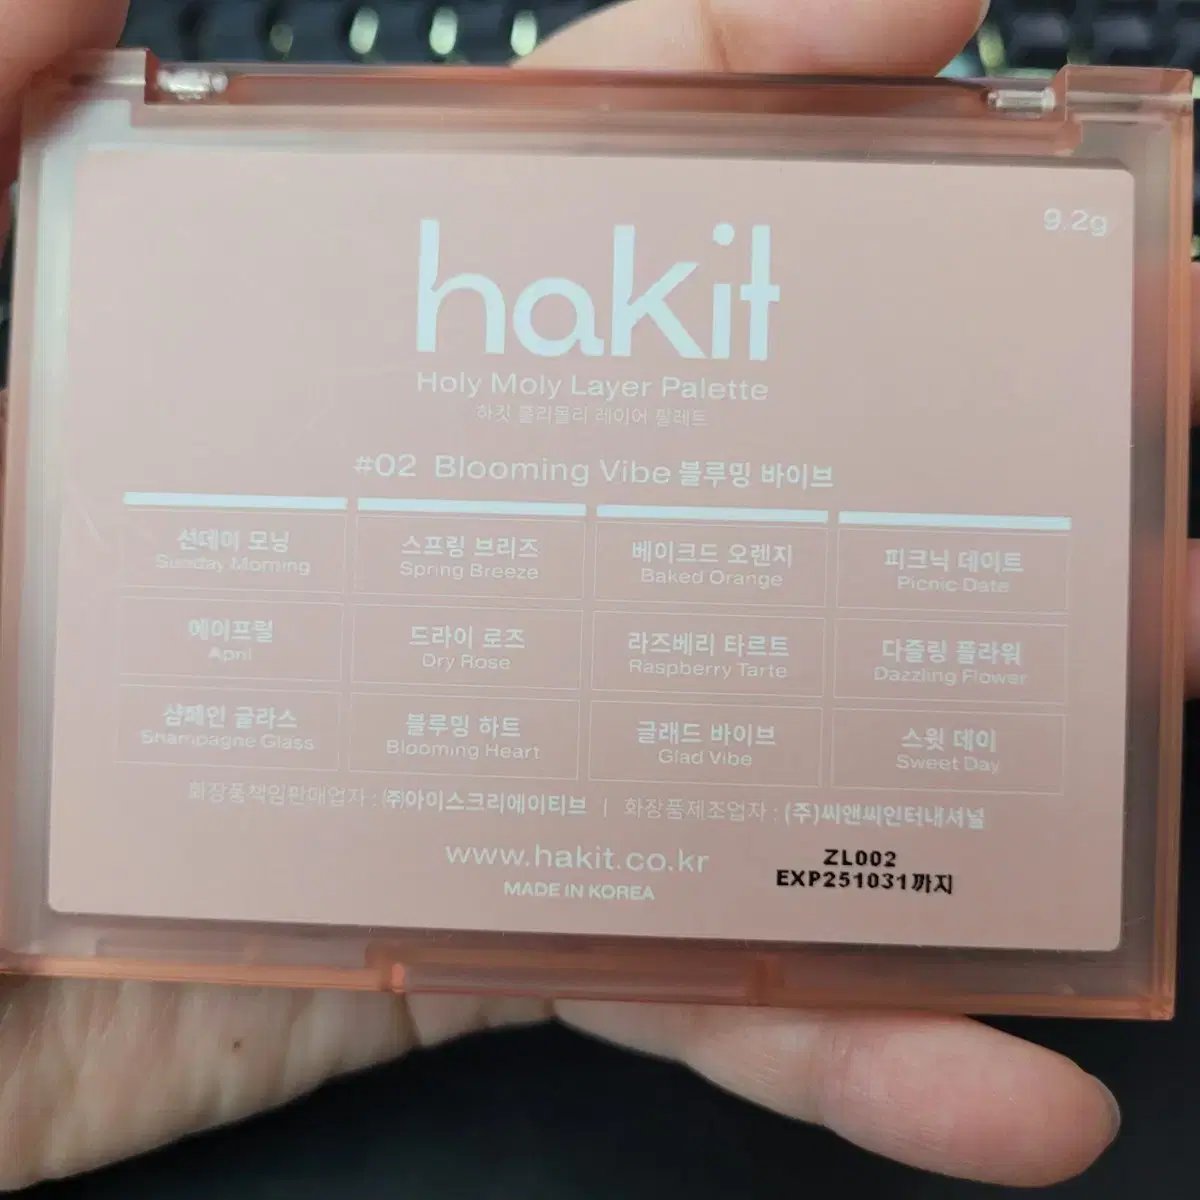 9.2g
hakit
Holy Moly Layer Palette
하킷 홀리몰리 레이어 팔레트
#02 Blooming Vibe 블루밍 바이브
선데이 모닝
Sunday Morning
스프링 브리즈
Spring Breeze
베이크드 오렌지
Baked Orange
피크닉 데이트
Picnic Date
에이프럴
April
드라이 로즈
Dry Rose
라즈베리 타르트
Raspberry Tarte
다즐링 플라워
Dazzling Flower
샴페인 글라스
Shampagne Glass
블루밍 하트
Blooming Heart
글래드 바이브
Glad Vibe
스윗 데이
Sweet Day
화장품책임판매업자 : (주)아이스크리에이티브 | 화장품제조업자 : (주)씨앤씨인터내셔널
www.hakit.co.kr
MADE IN KOREA
ZL002
EXP251031까지